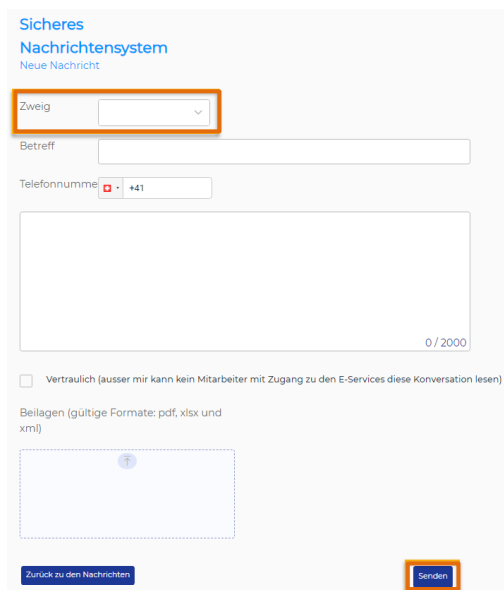 Sicheres
Nachrichtensystem
Neue Nachricht
Zweig
Betreff
Telefonnumme +41
0 / 2000
Vertraulich (ausser mir kann kein Mitarbeiter mit Zugang zu den E-Services diese Konversation lesen)
Beilagen (gültige Formate: pdf, xlsx und
xml)
Zurück zu den Nachrichten Senden